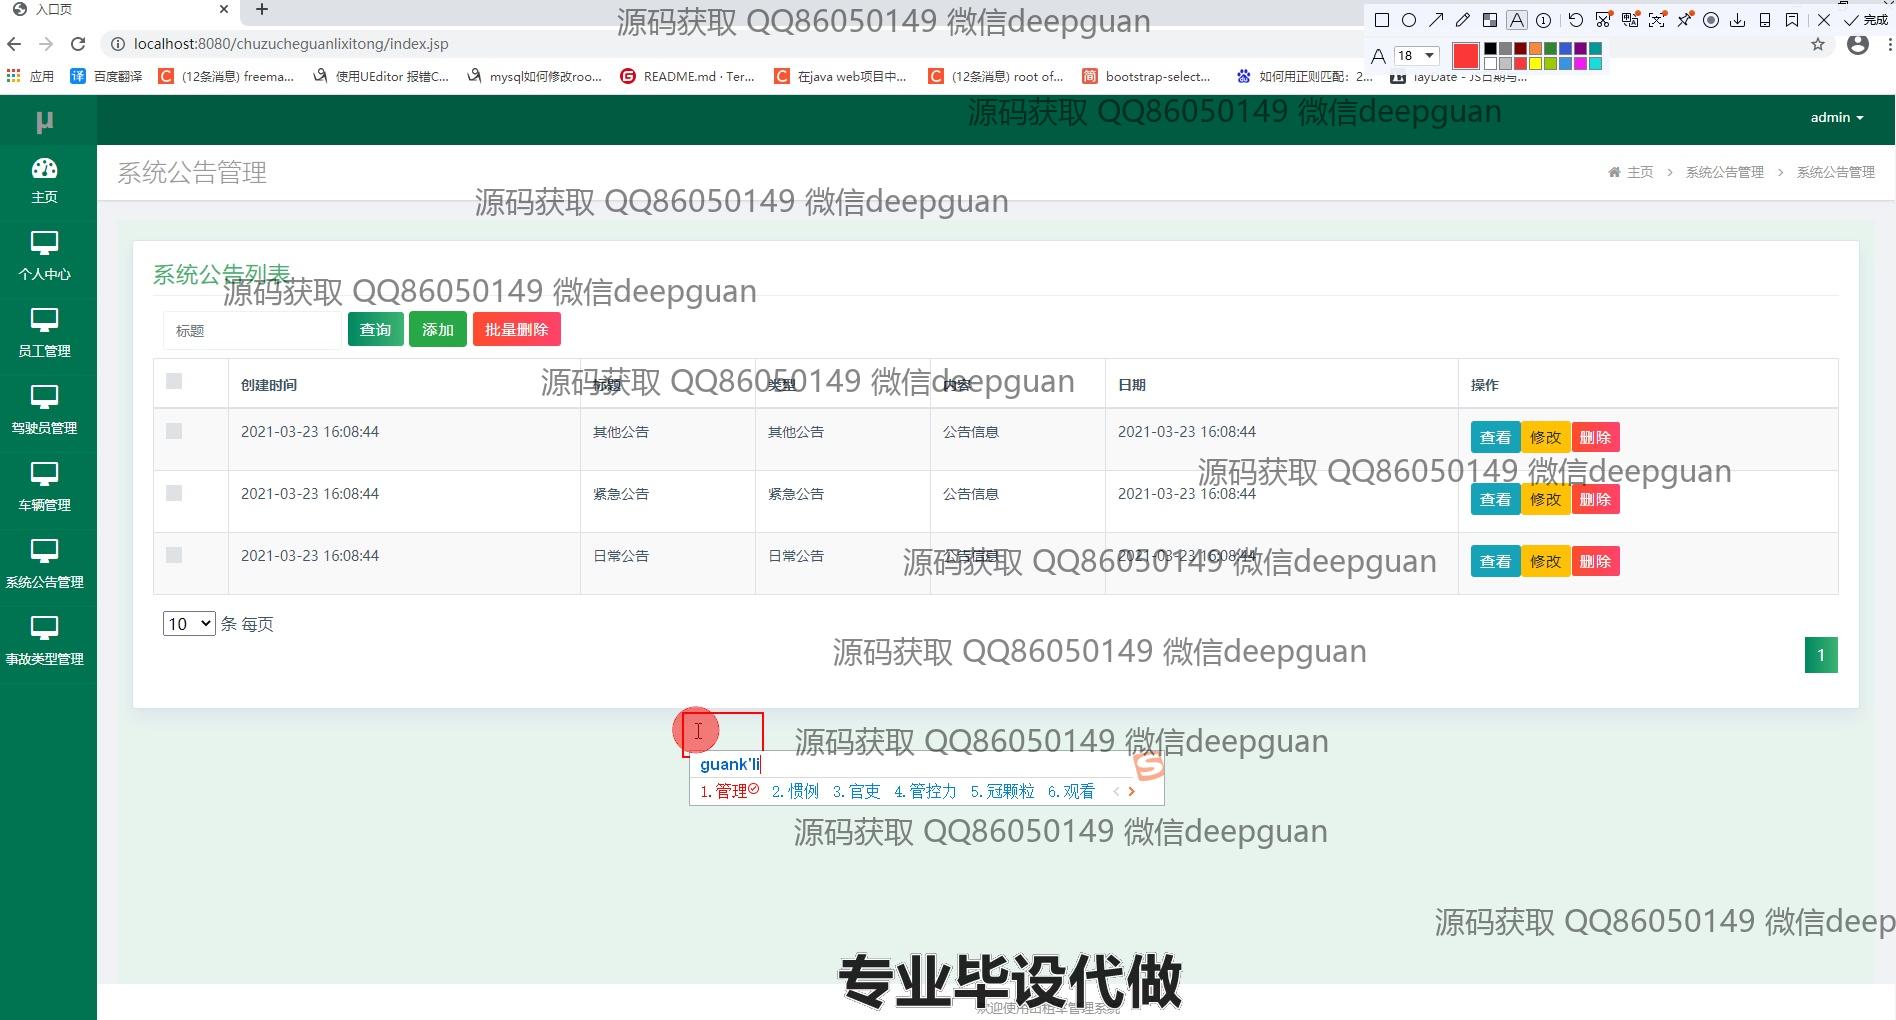 入口页
源码获取 QQ86050149 微信deepguan
完成
localhost:8080/chuzucheguanlixitong/index.jsp
A 18
应用 百度翻译 (12条消息) freema... 使用UEditor 报错C... mysql如何修改roo... README.md · Ter... 在java web项目中... (12条消息) root of... bootstrap-select... 如何用正则匹配：2... layDate - JS日期与...
μ
源码获取 QQ86050149 微信deepguan
admin
主页
系统公告管理
主页 > 系统公告管理 > 系统公告管理
源码获取 QQ86050149 微信deepguan
个人中心
系统公告列表
源码获取 QQ86050149 微信deepguan
标题 查询 添加 批量删除
员工管理
创建时间 标题 类型 内容 日期 操作
源码获取 QQ86050149 微信deepguan
驾驶员管理
2021-03-23 16:08:44 其他公告 其他公告 公告信息 2021-03-23 16:08:44 查看 修改 删除
源码获取 QQ86050149 微信deepguan
车辆管理
2021-03-23 16:08:44 紧急公告 紧急公告 公告信息 2021-03-23 16:08:44 查看 修改 删除
2021-03-23 16:08:44 日常公告 日常公告 公告信息 2021-03-23 16:08:44 查看 修改 删除
源码获取 QQ86050149 微信deepguan
系统公告管理
10 条 每页
源码获取 QQ86050149 微信deepguan
1
事故类型管理
源码获取 QQ86050149 微信deepguan
guank'li
1.管理 2.惯例 3.官吏 4.管控力 5.冠颗粒 6.观看
源码获取 QQ86050149 微信deepguan
源码获取 QQ86050149 微信deep
专业毕设代做
欢迎使用出租车管理系统